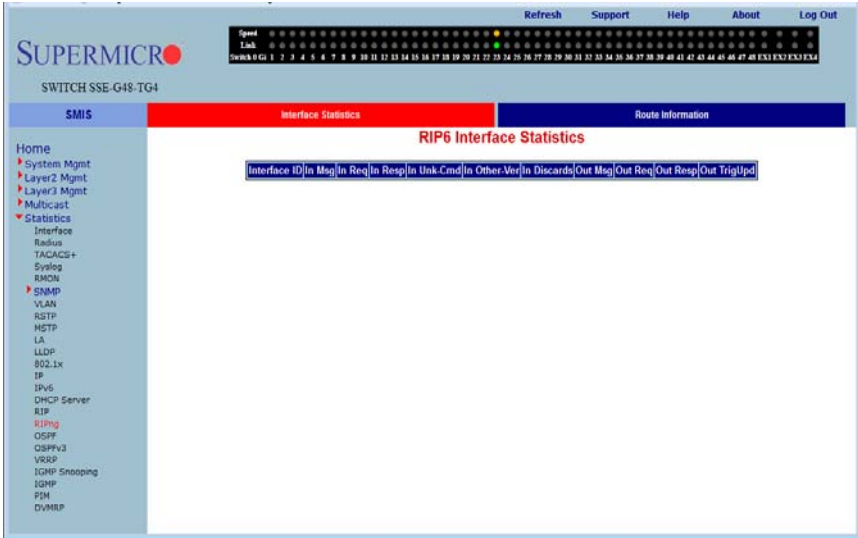 Refresh Support Help About Log Out
Speed
Link
Switch 0 Gi 1 2 3 4 5 6 7 8 9 10 11 12 13 14 15 16 17 18 19 20 21 22 23 24 25 26 27 28 29 30 31 32 33 34 35 36 37 38 39 40 41 42 43 44 45 46 47 48 EX1 EX2 EX3 EX4
SUPERMICRO
SWITCH SSE-G48-TG4
SMIS Interface Statistics Route Information
RIP6 Interface Statistics
Interface ID In Msg In Req In Resp In Unk-Cmd In Other-Ver In Discards Out Msg Out Req Out Resp Out TrigUpd
Home
System Mgmt
Layer2 Mgmt
Layer3 Mgmt
Multicast
Statistics
Interface
Radius
TACACS+
Syslog
RMON
SNMP
VLAN
RSTP
MSTP
LA
LLDP
802.1x
IP
IPv6
DHCP Server
RIP
RIPng
OSPF
OSPFv3
VRRP
IGMP Snooping
IGMP
PIM
DVMRP